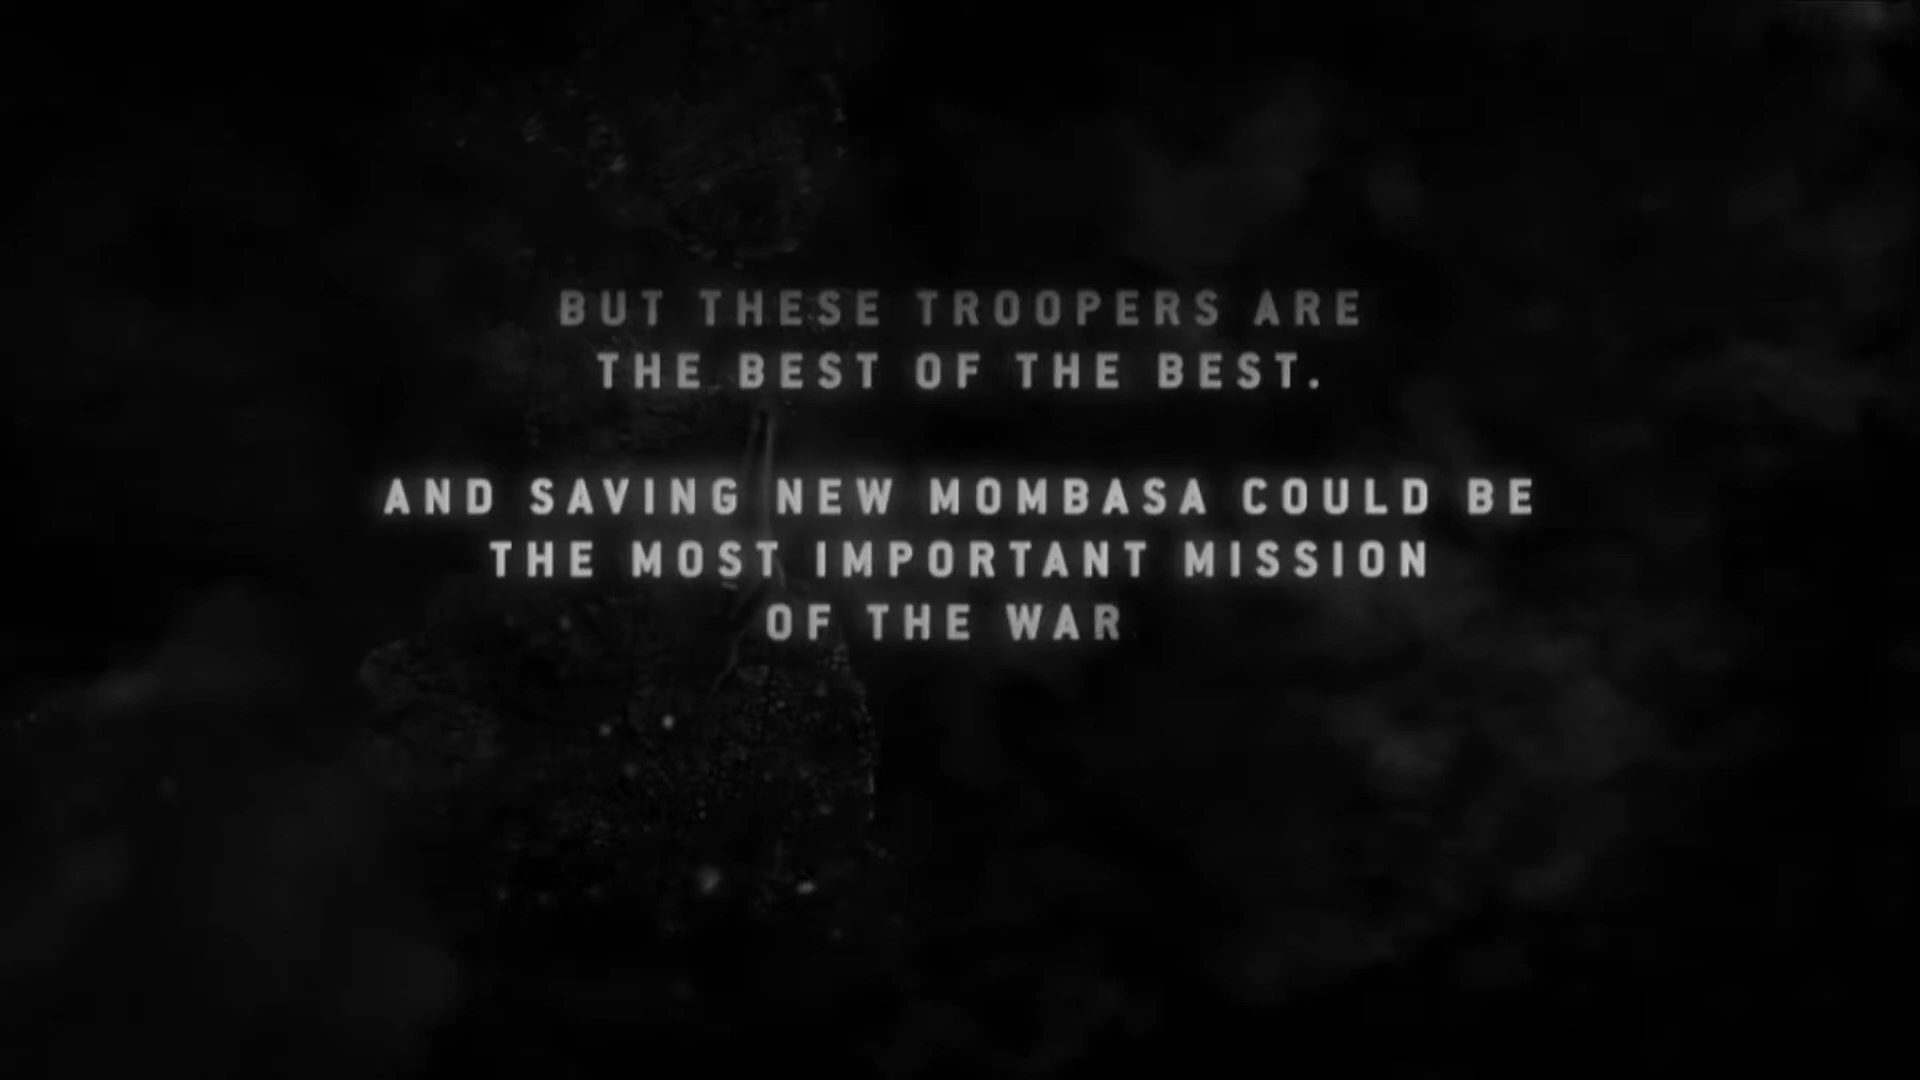 BUT THESE TROOPERS ARE
THE BEST OF THE BEST.
AND SAVING NEW MOMBASA COULD BE
THE MOST IMPORTANT MISSION
OF THE WAR